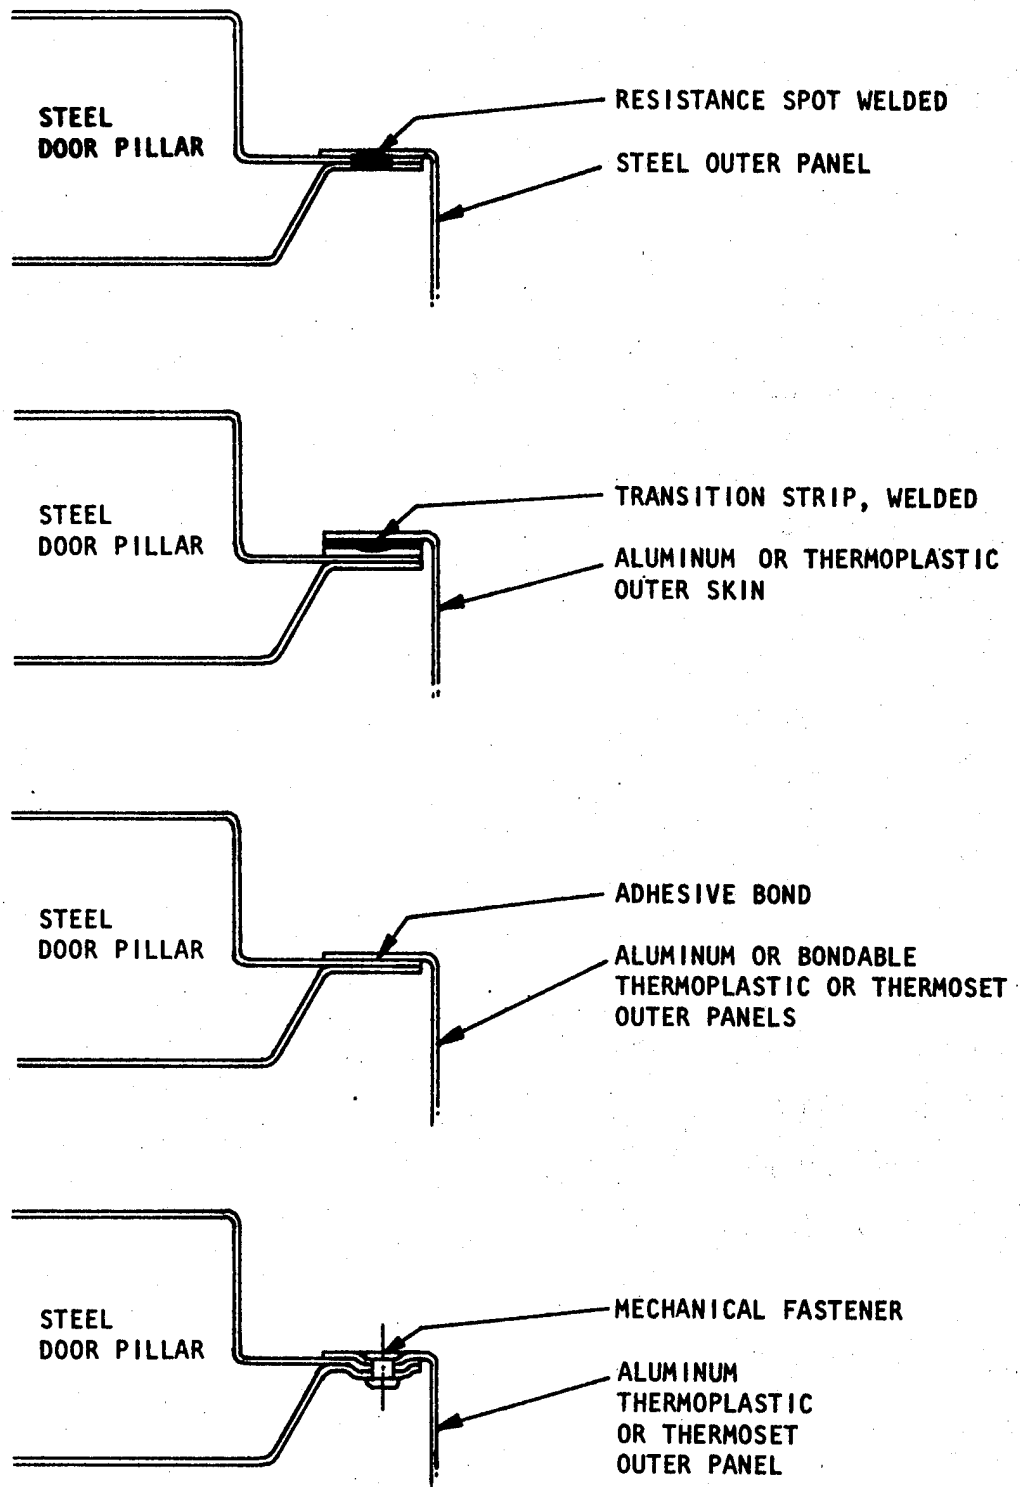 STEEL
DOOR PILLAR
RESISTANCE SPOT WELDED
STEEL OUTER PANEL
STEEL
DOOR PILLAR
TRANSITION STRIP, WELDED
ALUMINUM OR THERMOPLASTIC
OUTER SKIN
STEEL
DOOR PILLAR
ADHESIVE BOND
ALUMINUM OR BONDABLE
THERMOPLASTIC OR THERMOSET
OUTER PANELS
STEEL
DOOR PILLAR
MECHANICAL FASTENER
ALUMINUM
THERMOPLASTIC
OR THERMOSET
OUTER PANEL